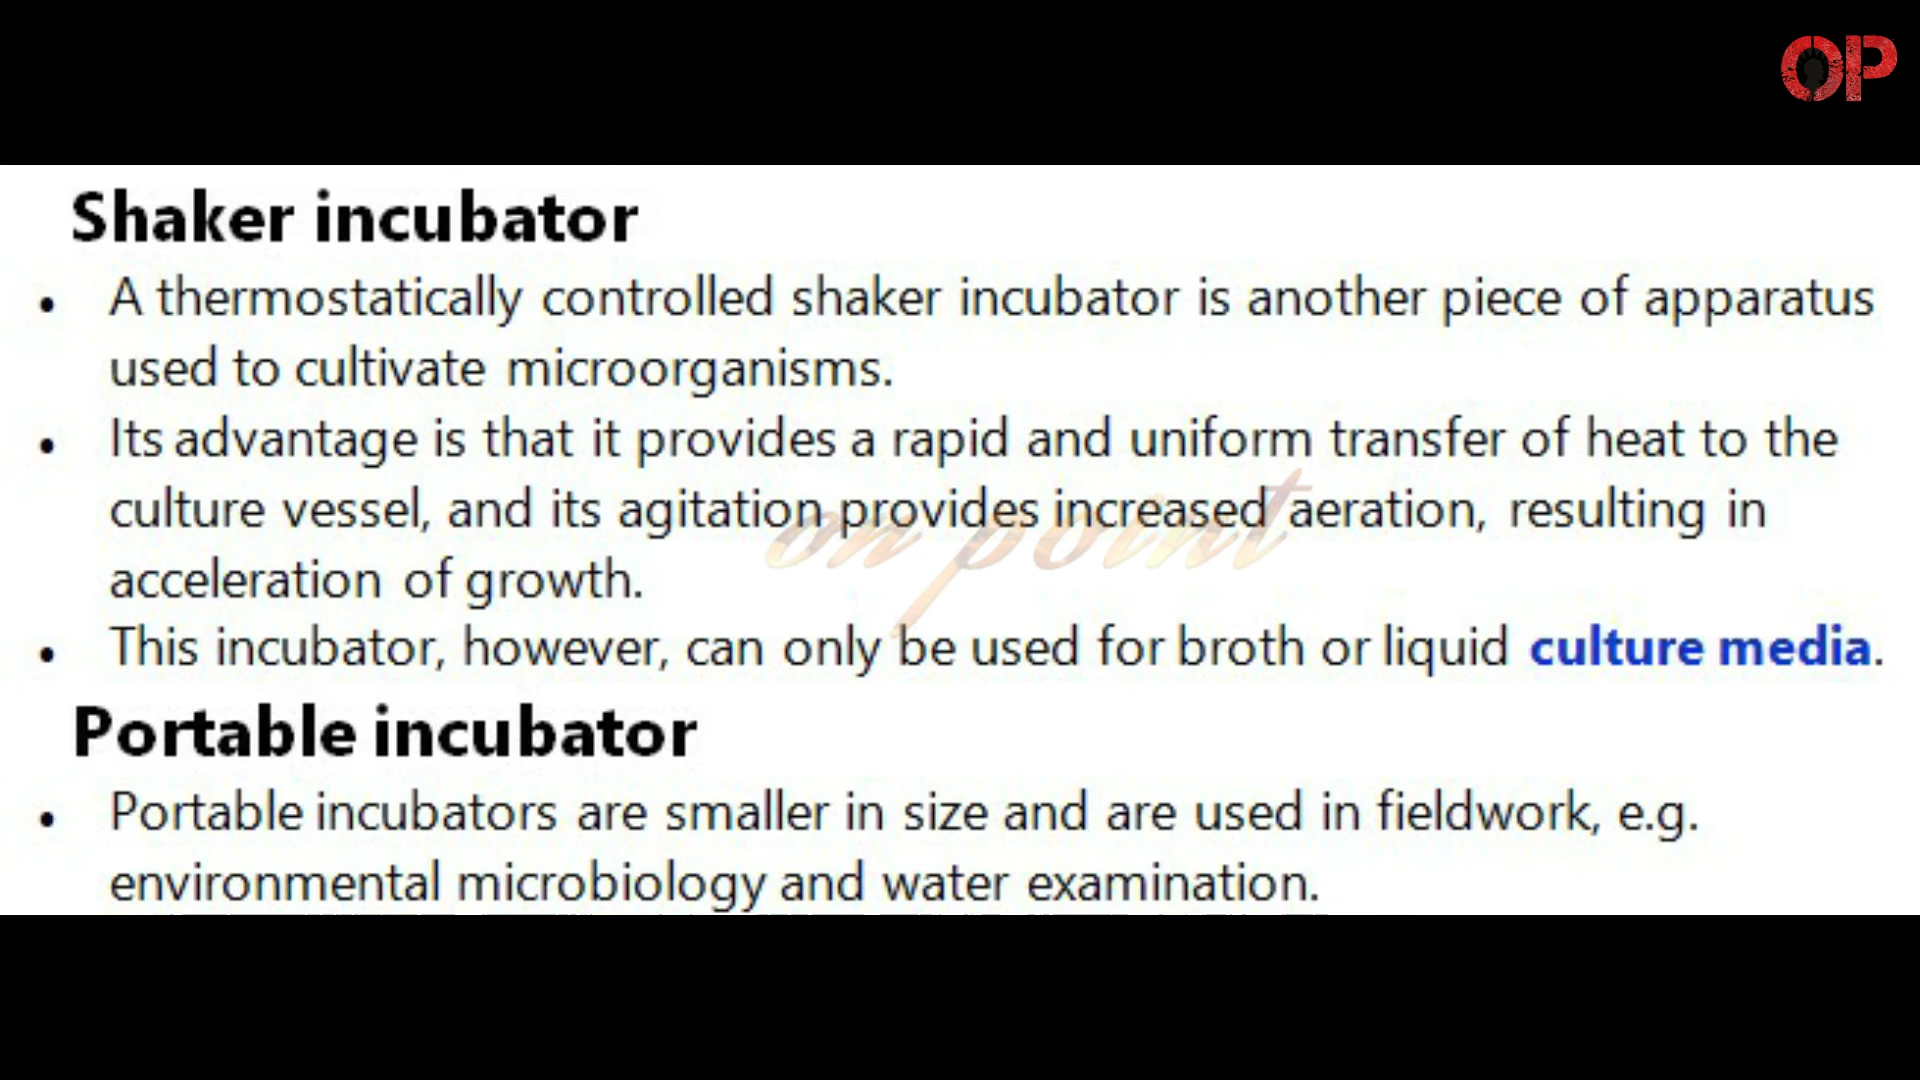 OP
Shaker incubator
• A thermostatically controlled shaker incubator is another piece of apparatus
used to cultivate microorganisms.
• Its advantage is that it provides a rapid and uniform transfer of heat to the
culture vessel, and its agitation provides increased aeration, resulting in
acceleration of growth.
on point
• This incubator, however, can only be used for broth or liquid culture media.
Portable incubator
• Portable incubators are smaller in size and are used in fieldwork, e.g.
environmental microbiology and water examination.